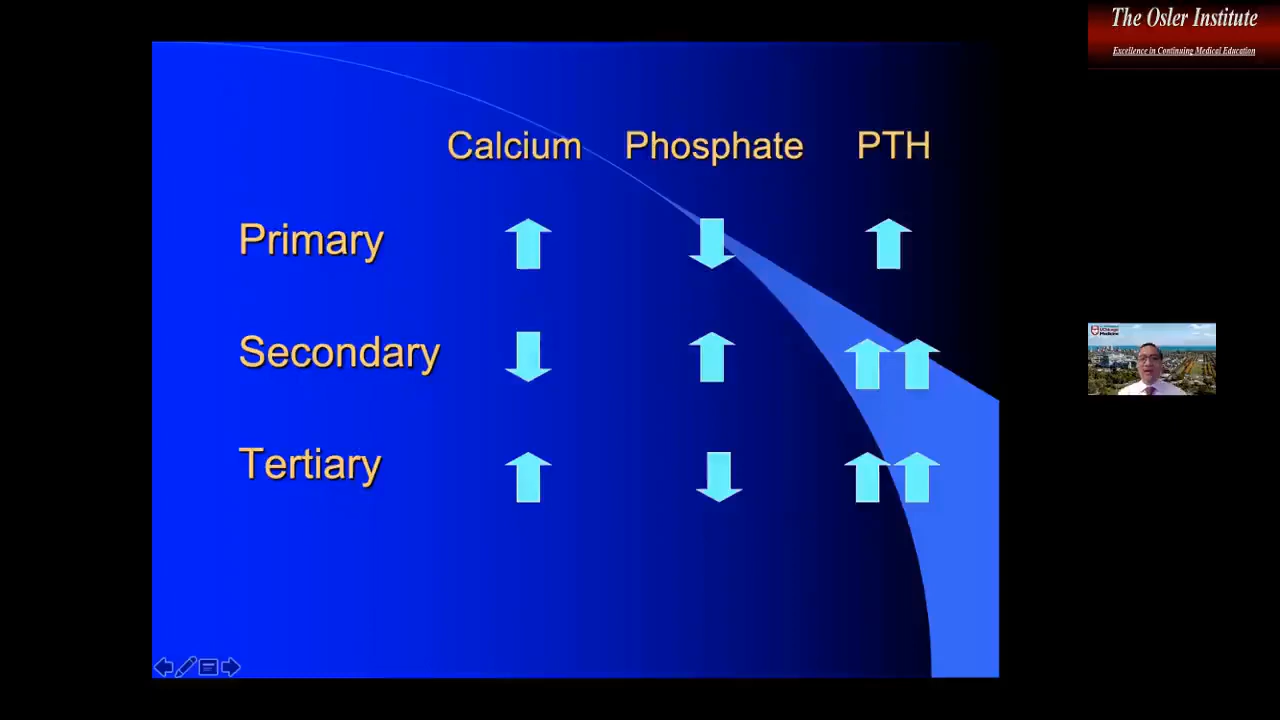 The Osler Institute
Excellence in Continuing Medical Education
Calcium Phosphate PTH
Primary
Secondary
Tertiary